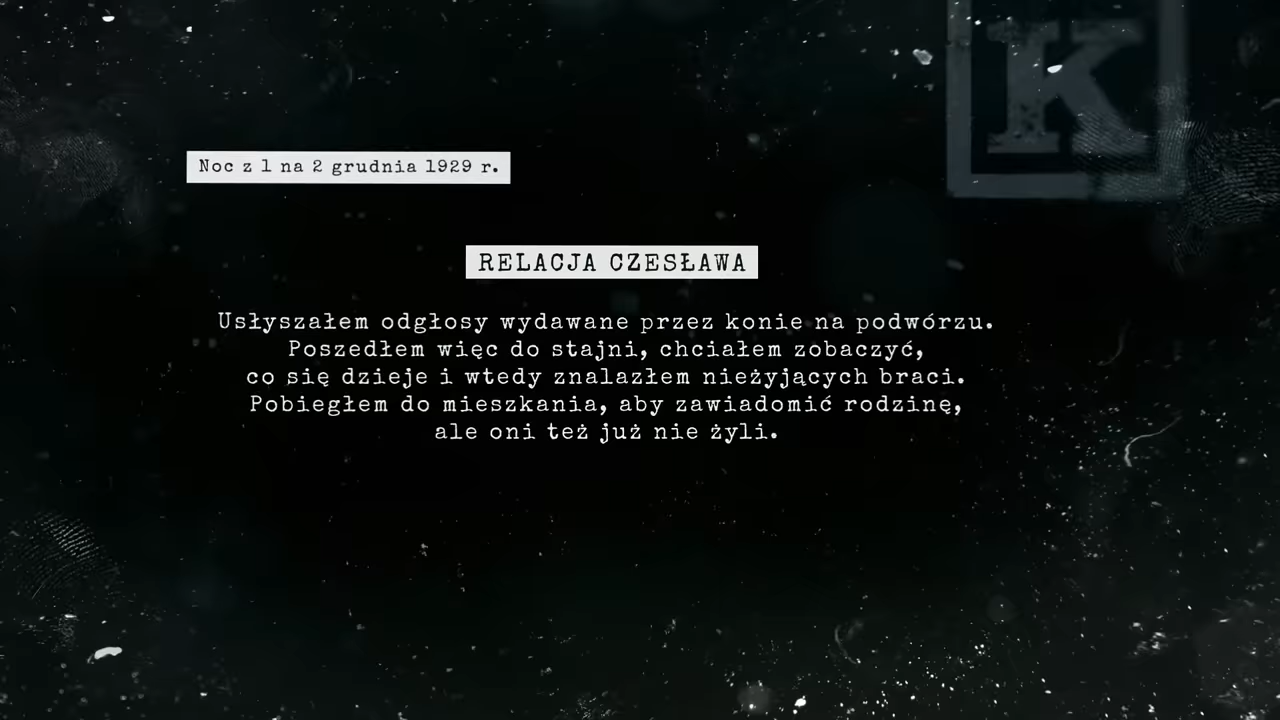 K
Noc z 1 na 2 grudnia 1929 r.
RELACJA CZESŁAWA
Usłyszałem odgłosy wydawane przez konie na podwórzu.
Poszedłem więc do stajni, chciałem zobaczyć,
co się dzieje i wtedy znalazłem nieżyjących braci.
Pobiegłem do mieszkania, aby zawiadomić rodzinę,
ale oni też już nie żyli.